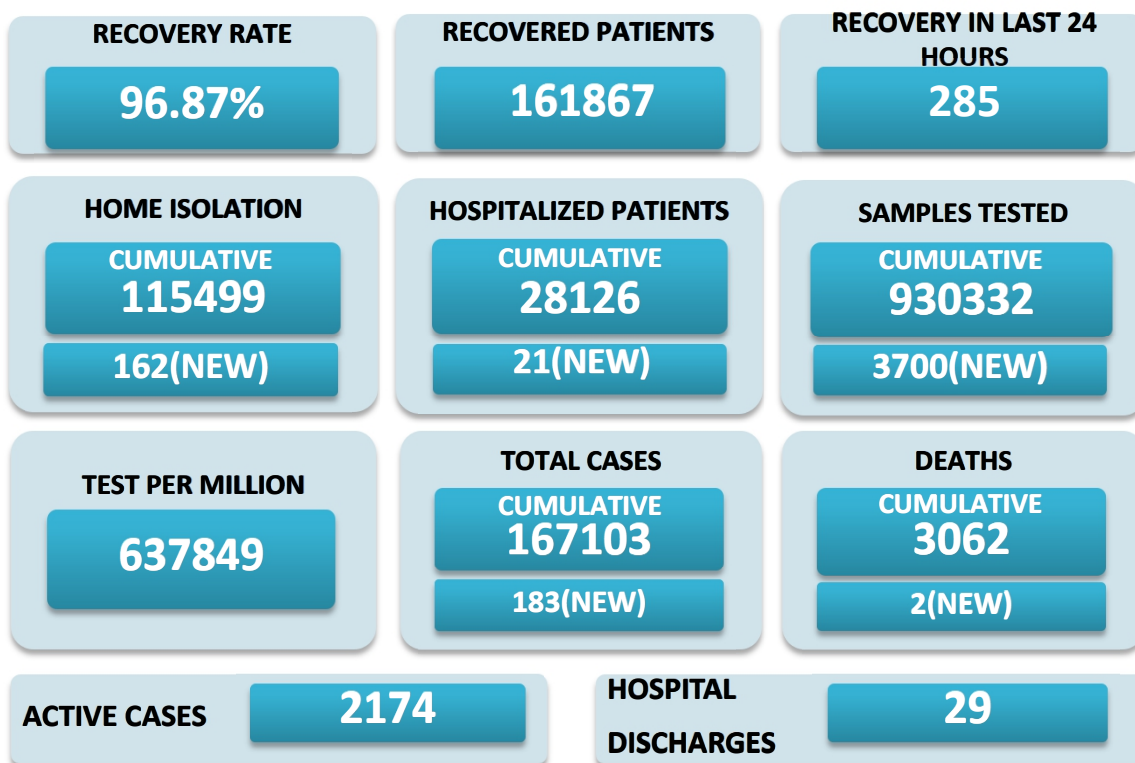 RECOVERY RATE
96.87%
RECOVERED PATIENTS
161867
RECOVERY IN LAST 24
HOURS
285
HOME ISOLATION
CUMULATIVE
115499
162(NEW)
HOSPITALIZED PATIENTS
CUMULATIVE
28126
21(NEW)
SAMPLES TESTED
CUMULATIVE
930332
3700(NEW)
TEST PER MILLION
637849
TOTAL CASES
CUMULATIVE
167103
183(NEW)
DEATHS
CUMULATIVE
3062
2(NEW)
ACTIVE CASES
2174
HOSPITAL
DISCHARGES
29